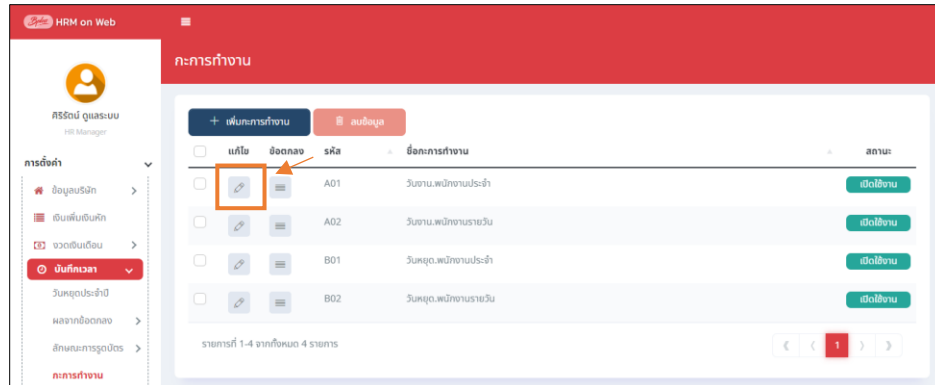 HRM on Web
กะการทำงาน
ศิริรัตน์ ดูแลระบบ
HR Manager
การตั้งค่า
ข้อมูลบริษัท
เงินเพิ่มเงินหัก
งวดเงินเดือน
บันทึกเวลา
วันหยุดประจำปี
ผลจากข้อตกลง
ลักษณะการรูดบัตร
กะการทำงาน
+ เพิ่มกะการทำงาน ลบข้อมูล
แก้ไข ข้อตกลง รหัส ชื่อกะการทำงาน สถานะ
A01 วันงาน.พนักงานประจำ เปิดใช้งาน
A02 วันงาน.พนักงานรายวัน เปิดใช้งาน
B01 วันหยุด.พนักงานประจำ เปิดใช้งาน
B02 วันหยุด.พนักงานรายวัน เปิดใช้งาน
รายการที่ 1-4 จากทั้งหมด 4 รายการ
1